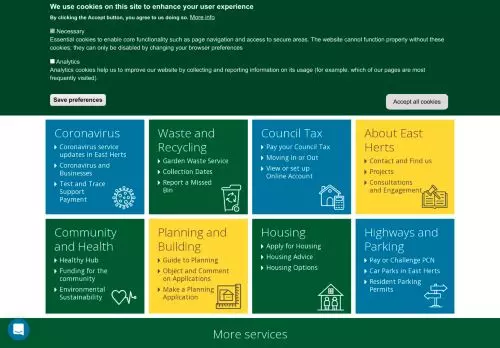 We use cookies on this site to enhance your user experience
By clicking the Accept button, you agree to us doing so. More info
Necessary
Essential cookies to enable core functionality such as page navigation and access to secure areas. The website cannot function properly without these
cookies; they can only be disabled by changing your browser preferences
Analytics
Analytics cookies help us to improve our website by collecting and reporting information on its usage (for example, which of our pages are most
frequently visited).
Save preferences
Accept all cookies
Coronavirus
Coronavirus service
updates in East Herts
Coronavirus and
Businesses
Test and Trace
Support
Payment
Waste and
Recycling
Garden Waste Service
Collection Dates
Report a Missed
Bin
Council Tax
Pay your Council Tax
Moving in or Out
View or set up
Online Account
About East
Herts
Contact and Find us
Projects
Consultations
and Engagement
Community
and Health
Healthy Hub
Funding for the
community
Environmental
Sustainability
Planning and
Building
Guide to Planning
Object and Comment
on Applications
Make a Planning
Application
Housing
Apply for Housing
Housing Advice
Housing Options
Highways and
Parking
Pay or Challenge PCN
Car Parks in East Herts
Resident Parking
Permits
More services